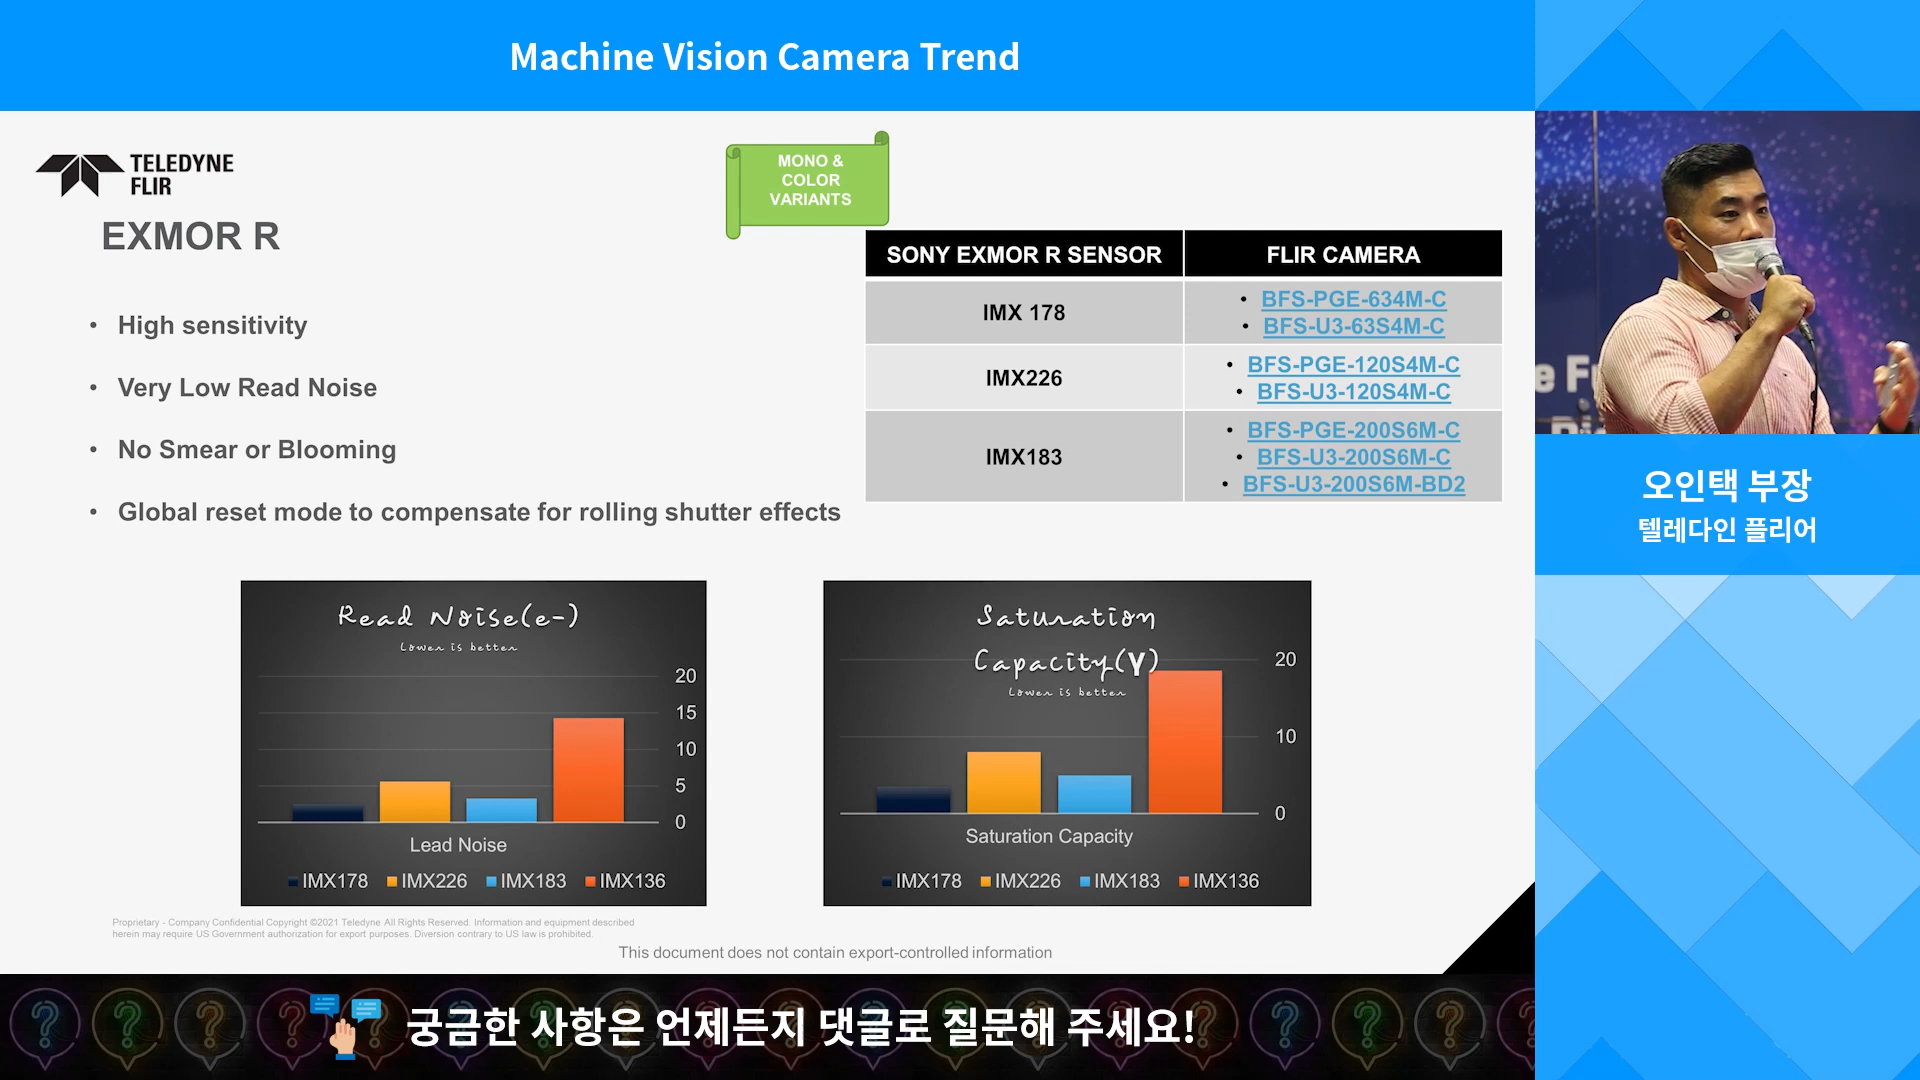 Machine Vision Camera Trend
TELEDYNE
FLIR
MONO &
COLOR
VARIANTS
EXMOR R
• High sensitivity
• Very Low Read Noise
• No Smear or Blooming
• Global reset mode to compensate for rolling shutter effects
SONY EXMOR R SENSOR FLIR CAMERA
IMX 178
• BFS-PGE-634M-C
• BFS-U3-63S4M-C
IMX226
• BFS-PGE-120S4M-C
• BFS-U3-120S4M-C
IMX183
• BFS-PGE-200S6M-C
• BFS-U3-200S6M-C
• BFS-U3-200S6M-BD2
Read Noise(e-)
Lower is better
20
15
10
5
0
Lead Noise
IMX178 IMX226 IMX183 IMX136
Saturation
Capacity(γ)
Lower is better
20
10
0
Saturation Capacity
IMX178 IMX226 IMX183 IMX136
Proprietary - Company Confidential Copyright ©2021 Teledyne All Rights Reserved. Information and equipment described
herein may require US Government authorization for export purposes. Diversion contrary to US law is prohibited.
This document does not contain export-controlled information
오인택 부장
텔레다인 플리어
궁금한 사항은 언제든지 댓글로 질문해 주세요!